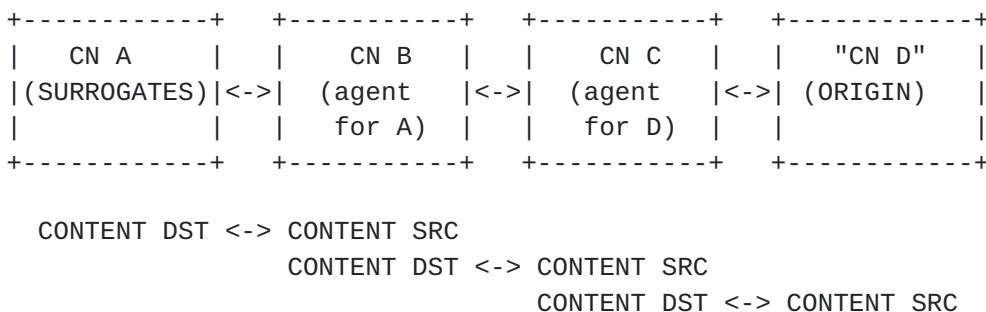 +------------+   +-----------+   +-----------+   +------------+
|    CN A    |   |    CN B   |   |    CN C   |   |   "CN D"   |
|(SURROGATES)|<->|  (agent   |<->|  (agent   |<->| (ORIGIN)   |
|            |   |   for A)  |   |   for D)  |   |            |
+------------+   +-----------+   +-----------+   +------------+
CONTENT DST <-> CONTENT SRC
CONTENT DST <-> CONTENT SRC
CONTENT DST <-> CONTENT SRC